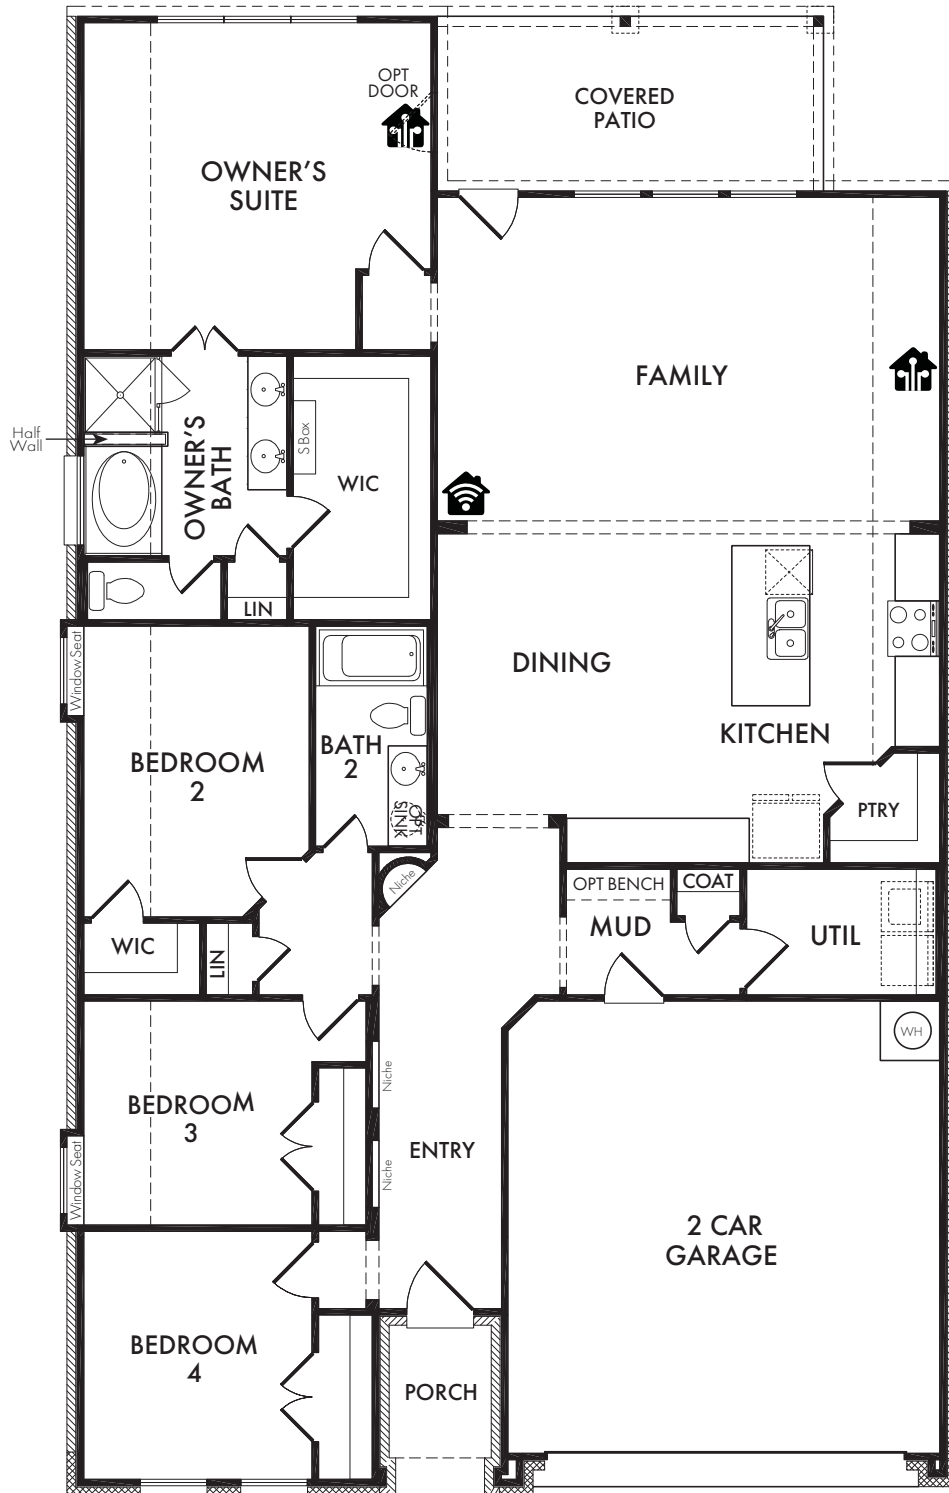 OPT
DOOR
COVERED
PATIO
OWNER'S
SUITE
FAMILY
Half
Wall
OWNER'S
BATH
S Box
WIC
LIN
Window Seat
DINING
KITCHEN
BEDROOM
2
BATH
2
OPT
SINK
PTRY
Niche
OPT BENCH
COAT
MUD
UTIL
WIC
LIN
WH
BEDROOM
3
Niche
Window Seat
Niche
ENTRY
2 CAR
GARAGE
BEDROOM
4
PORCH